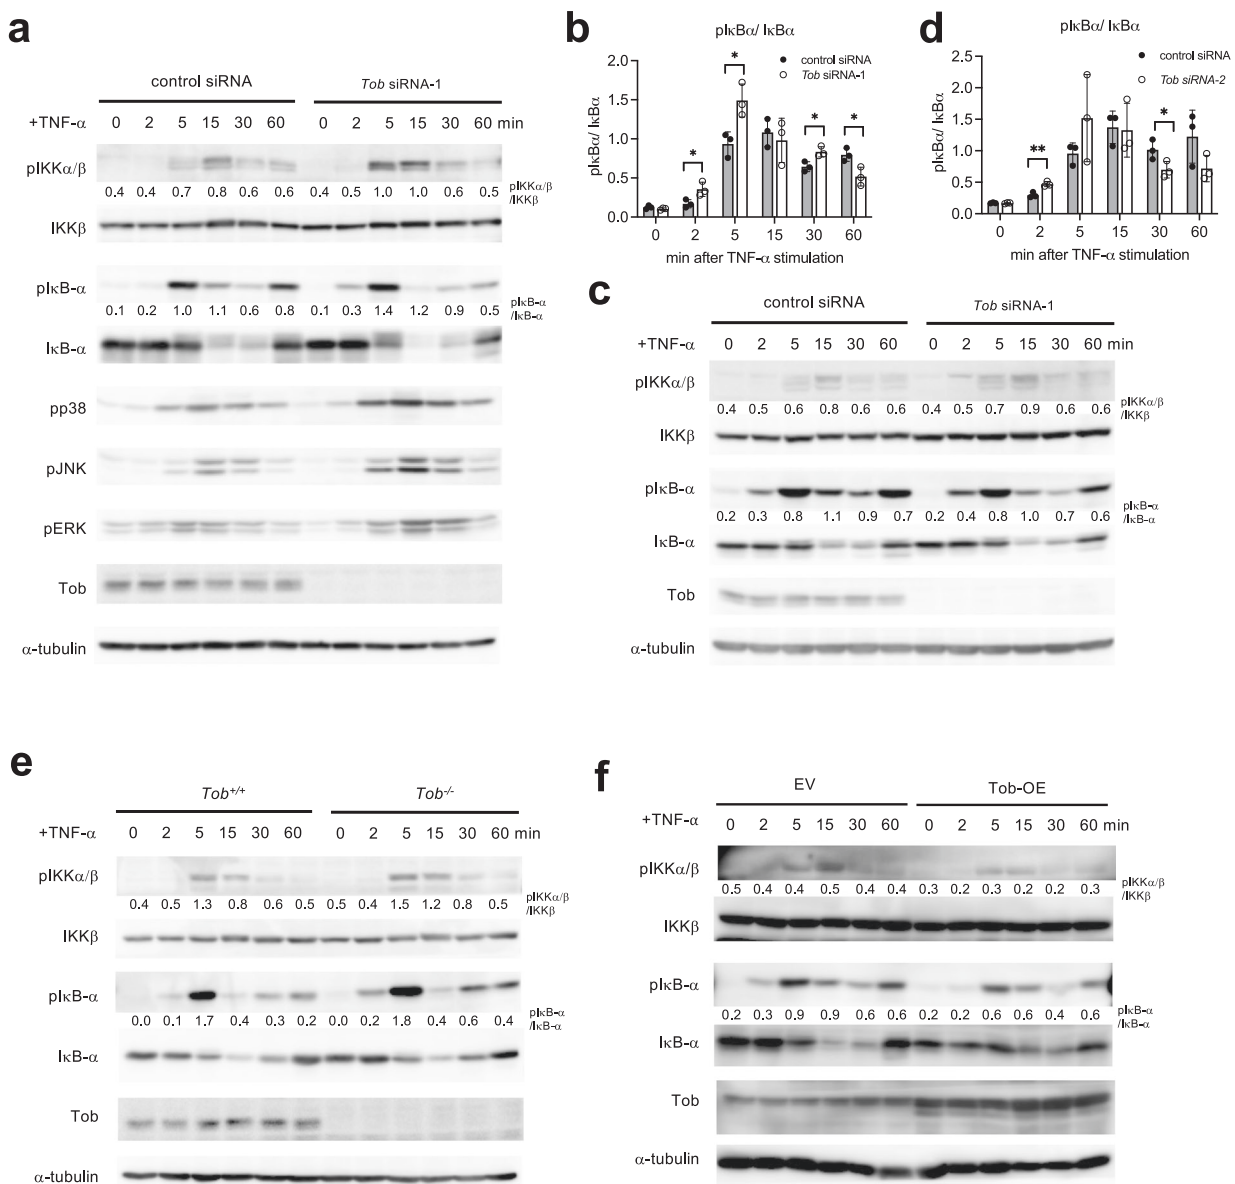 a
control siRNA Tob siRNA-1
+TNF-α 0 2 5 15 30 60 0 2 5 15 30 60 min
pIKKα/β
0.4 0.4 0.7 0.8 0.6 0.6 0.4 0.5 1.0 1.0 0.6 0.5 pIKKα/β /IKKβ
IKKβ
pIκB-α
0.1 0.2 1.0 1.1 0.6 0.8 0.1 0.3 1.4 1.2 0.9 0.5 pIκB-α /IκB-α
IκB-α
pp38
pJNK
pERK
Tob
α-tubulin
b
pIκBα/ IκBα
control siRNA
Tob siRNA-1
pIκBα/ IκBα
2.0
1.5
1.0
0.5
0.0
* * * *
0 2 5 15 30 60
min after TNF-α stimulation
d
pIκBα/ IκBα
control siRNA
Tob siRNA-2
pIκBα/ IκBα
2.5
2.0
1.5
1.0
0.5
0.0
** *
0 2 5 15 30 60
min after TNF-α stimulation
c
control siRNA Tob siRNA-1
+TNF-α 0 2 5 15 30 60 0 2 5 15 30 60 min
pIKKα/β
0.4 0.5 0.6 0.8 0.6 0.6 0.4 0.5 0.7 0.9 0.6 0.6 pIKKα/β /IKKβ
IKKβ
pIκB-α
0.2 0.3 0.8 1.1 0.9 0.7 0.2 0.4 0.8 1.0 0.7 0.6 pIκB-α /IκB-α
IκB-α
Tob
α-tubulin
e
Tob+/+ Tob-/-
+TNF-α 0 2 5 15 30 60 0 2 5 15 30 60 min
pIKKα/β
0.4 0.5 1.3 0.8 0.6 0.5 0.5 0.4 1.5 1.2 0.8 0.5 pIKKα/β /IKKβ
IKKβ
pIκB-α
0.0 0.1 1.7 0.4 0.3 0.2 0.0 0.2 1.8 0.4 0.6 0.4 pIκB-α /IκB-α
IκB-α
Tob
α-tubulin
f
EV Tob-OE
+TNF-α 0 2 5 15 30 60 0 2 5 15 30 60 min
pIKKα/β
0.5 0.4 0.4 0.5 0.4 0.4 0.3 0.2 0.3 0.2 0.2 0.3 pIKKα/β /IKKβ
IKKβ
pIκB-α
0.2 0.3 0.9 0.9 0.6 0.6 0.2 0.2 0.6 0.6 0.4 0.6 pIκB-α /IκB-α
IκB-α
Tob
α-tubulin